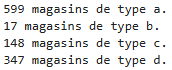 599 magasins de type a.
17 magasins de type b.
148 magasins de type c.
347 magasins de type d.